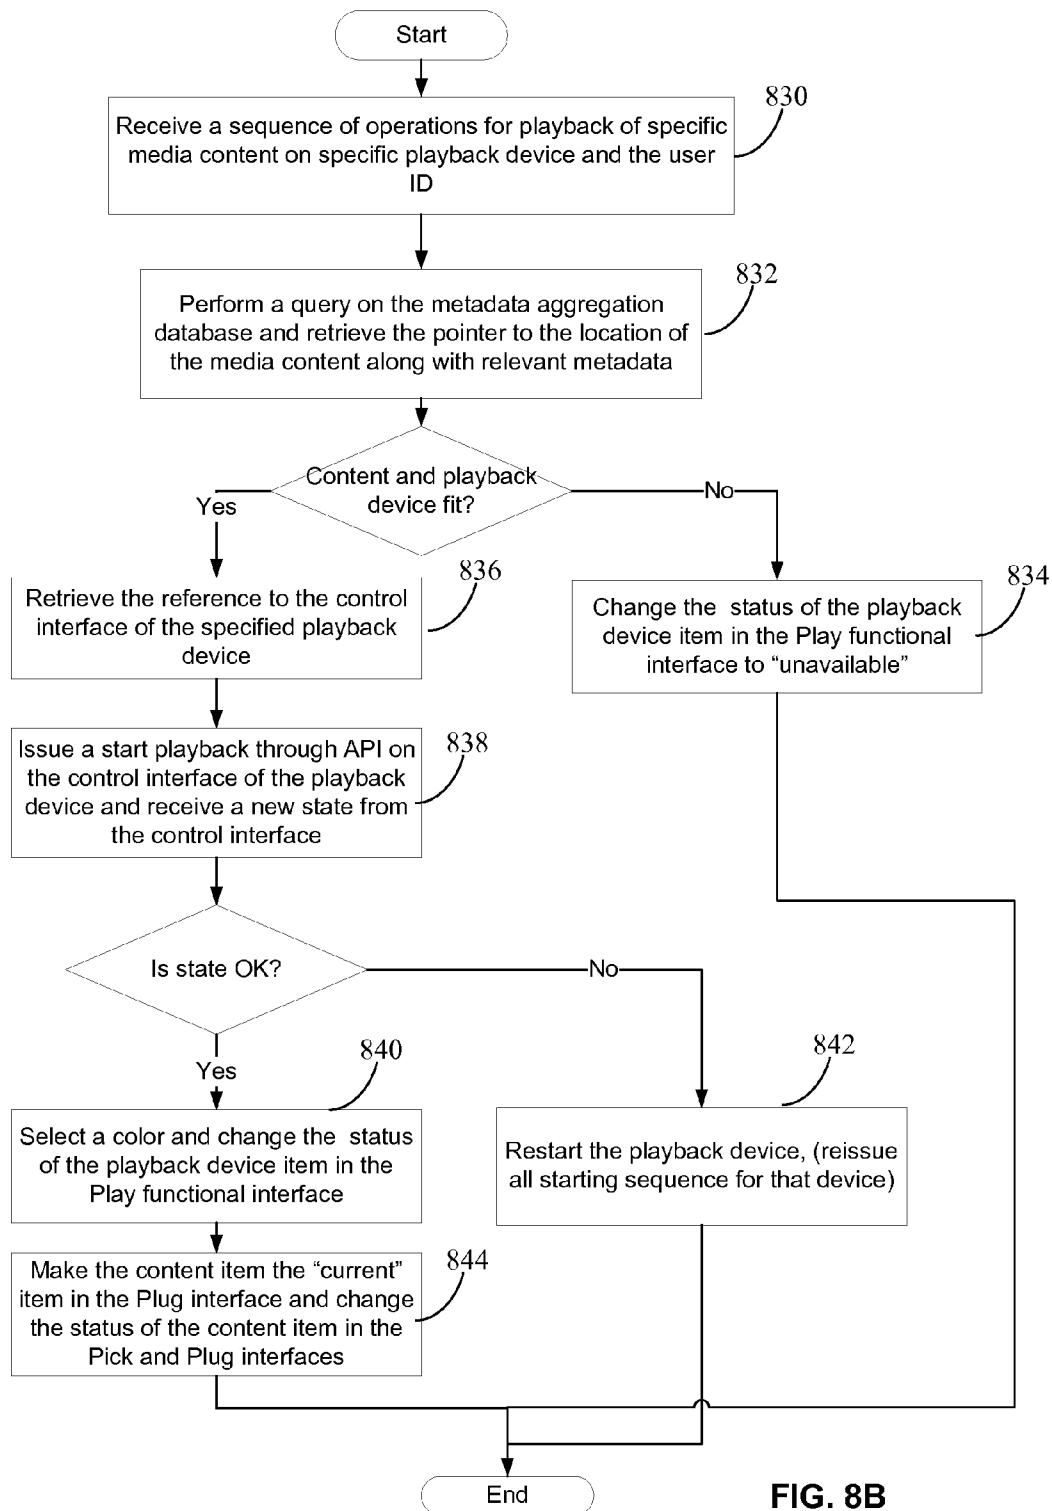 Start
830
Receive a sequence of operations for playback of specific
media content on specific playback device and the user
ID
832
Perform a query on the metadata aggregation
database and retrieve the pointer to the location of
the media content along with relevant metadata
Content and playback
device fit?
Yes
No
836
Retrieve the reference to the control
interface of the specified playback
device
834
Change the  status of the playback
device item in the Play functional
interface to “unavailable”
838
Issue a start playback through API on
the control interface of the playback
device and receive a new state from
the control interface
Is state OK?
No
Yes
840
Select a color and change the  status
of the playback device item in the
Play functional interface
842
Restart the playback device, (reissue
all starting sequence for that device)
844
Make the content item the “current”
item in the Plug interface and change
the status of the content item in the
Pick and Plug interfaces
End
FIG. 8B